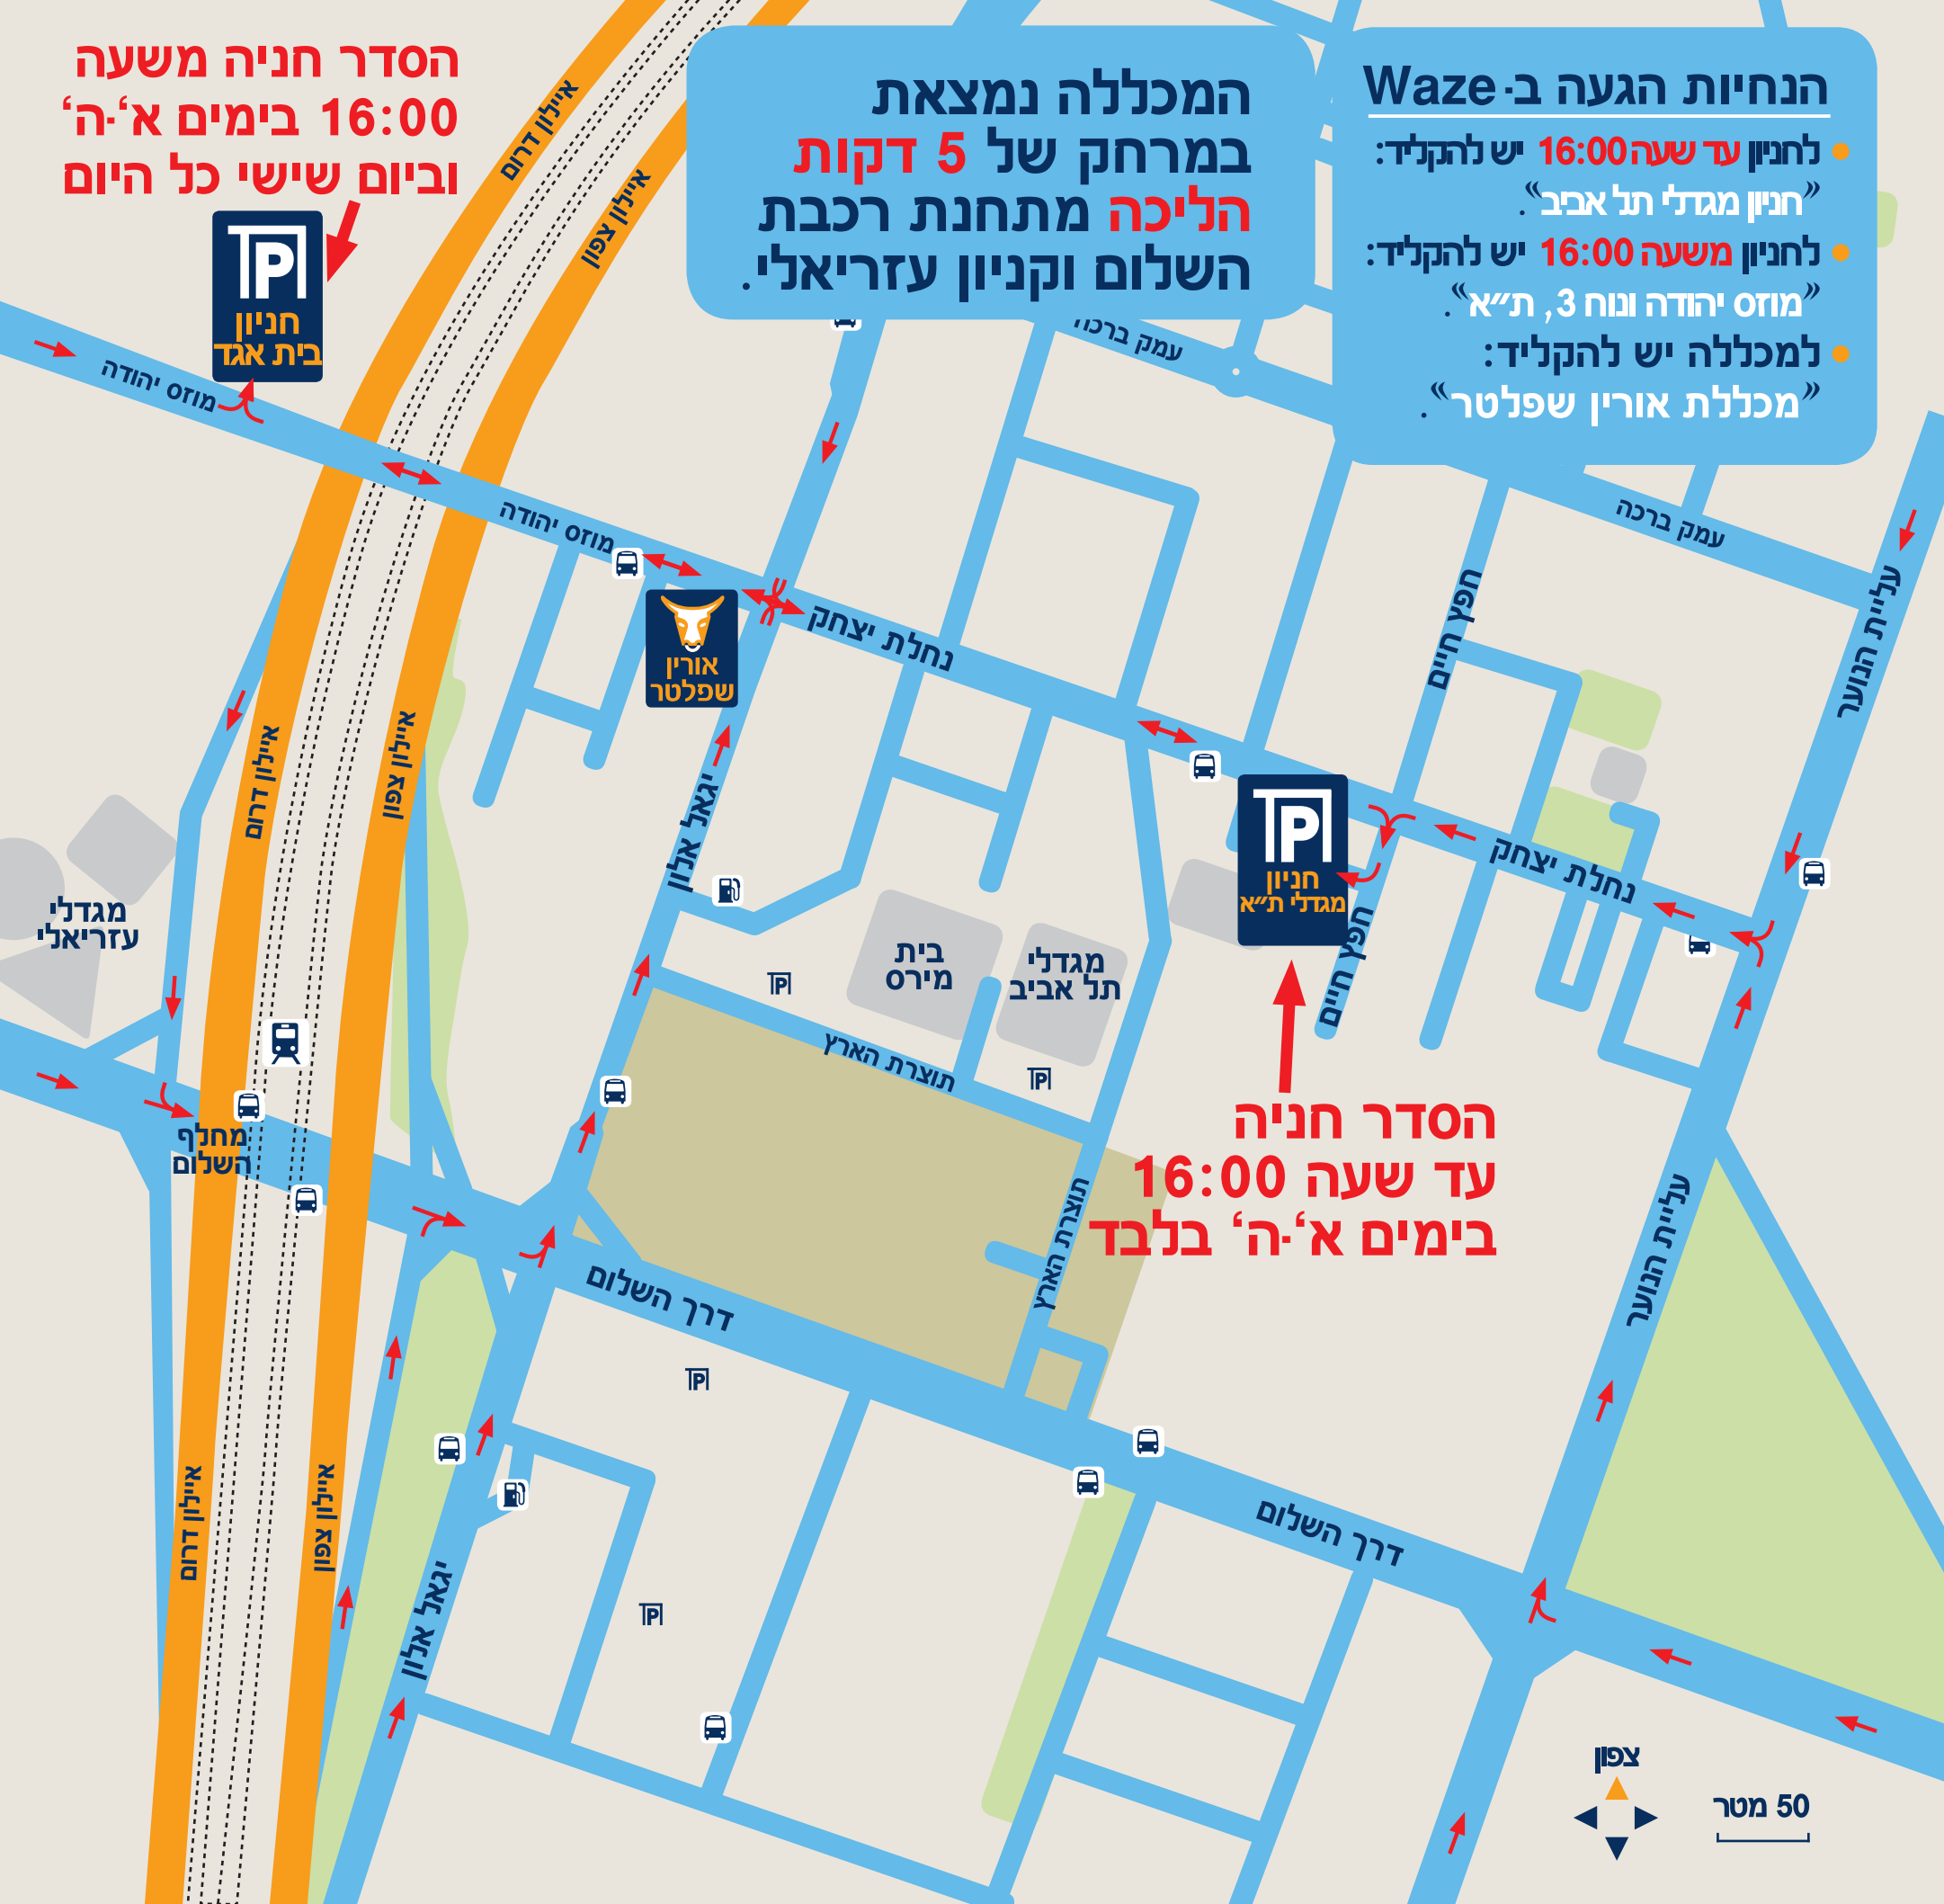 הסדר חניה משעה
16:00 בימים א'-ה'
וביום שישי כל היום
המכללה נמצאת
במרחק של 5 דקות
הליכה מתחנת רכבת
השלום וקניון עזריאלי.
הנחיות הגעה ב-Waze
לחניון עד שעה 16:00 יש להקליד:
"חניון מגדלי תל אביב".
לחניון משעה 16:00 יש להקליד:
"מוזס יהודה ונוח 3, ת״א".
למכללה יש להקליד:
"מכללת אורין שפלטר".
איילון דרום
איילון צפון
P
חניון
בית אגד
מוזס יהודה
מוזס יהודה
עמק ברכה
עמק ברכה
עליית הנוער
חפץ חיים
נחלת יצחק
אורין
שפלטר
איילון דרום
איילון צפון
יגאל אלון
P
חניון
מגדלי ת״א
נחלת יצחק
חפץ חיים
מגדלי
עזריאלי
בית
מירס
מגדלי
תל אביב
P
תוצרת הארץ
P
מחלף
השלום
הסדר חניה
עד שעה 16:00
בימים א'-ה' בלבד
תוצרת הארץ
עליית הנוער
דרך השלום
P
דרך השלום
איילון דרום
איילון צפון
יגאל אלון
P
צפון
50 מטר